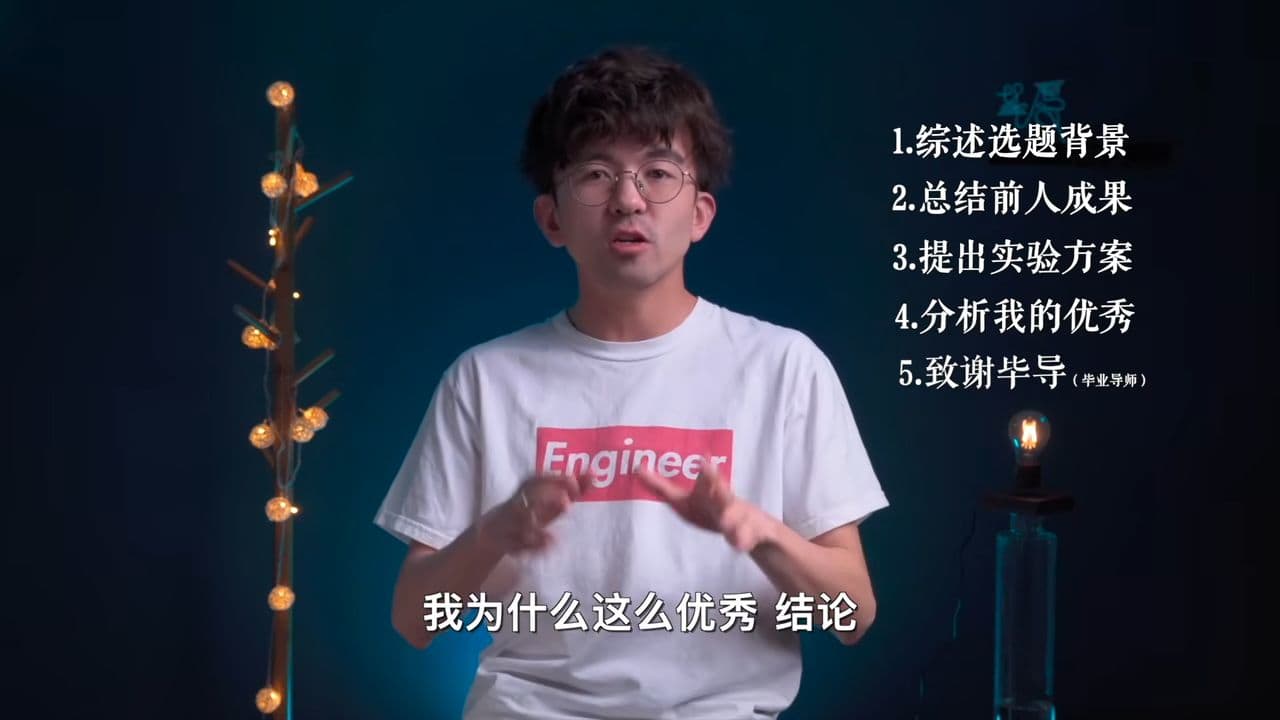 1.综述选题背景
2.总结前人成果
3.提出实验方案
4.分析我的优秀
5.致谢毕导（毕业导师）
Engineer
我为什么这么优秀 结论